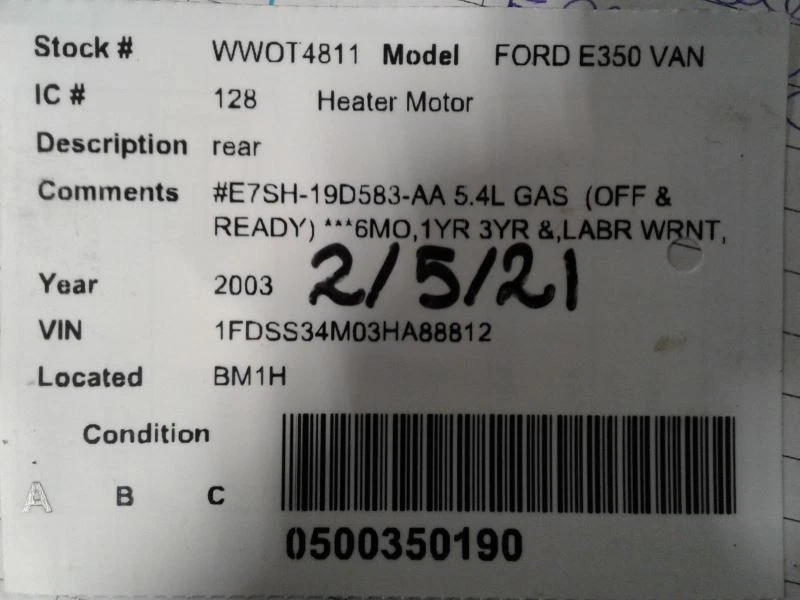 Stock # WWOT4811 Model FORD E350 VAN
IC # 128 Heater Motor
Description rear
Comments #E7SH-19D583-AA 5.4L GAS (OFF &
READY) ***6MO,1YR 3YR &,LABR WRNT,
Year 2003 2/5/21
VIN 1FDSS34M03HA88812
Located BM1H
Condition
A B C
0500350190